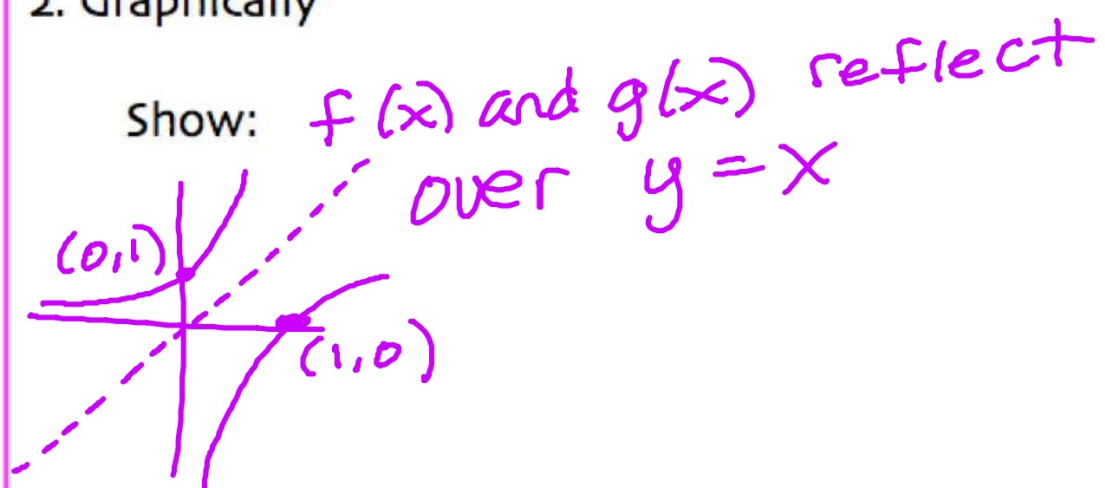 2. Graphically
Show: f(x) and g(x) reflect
over y=x
(0,1)
(1,0)